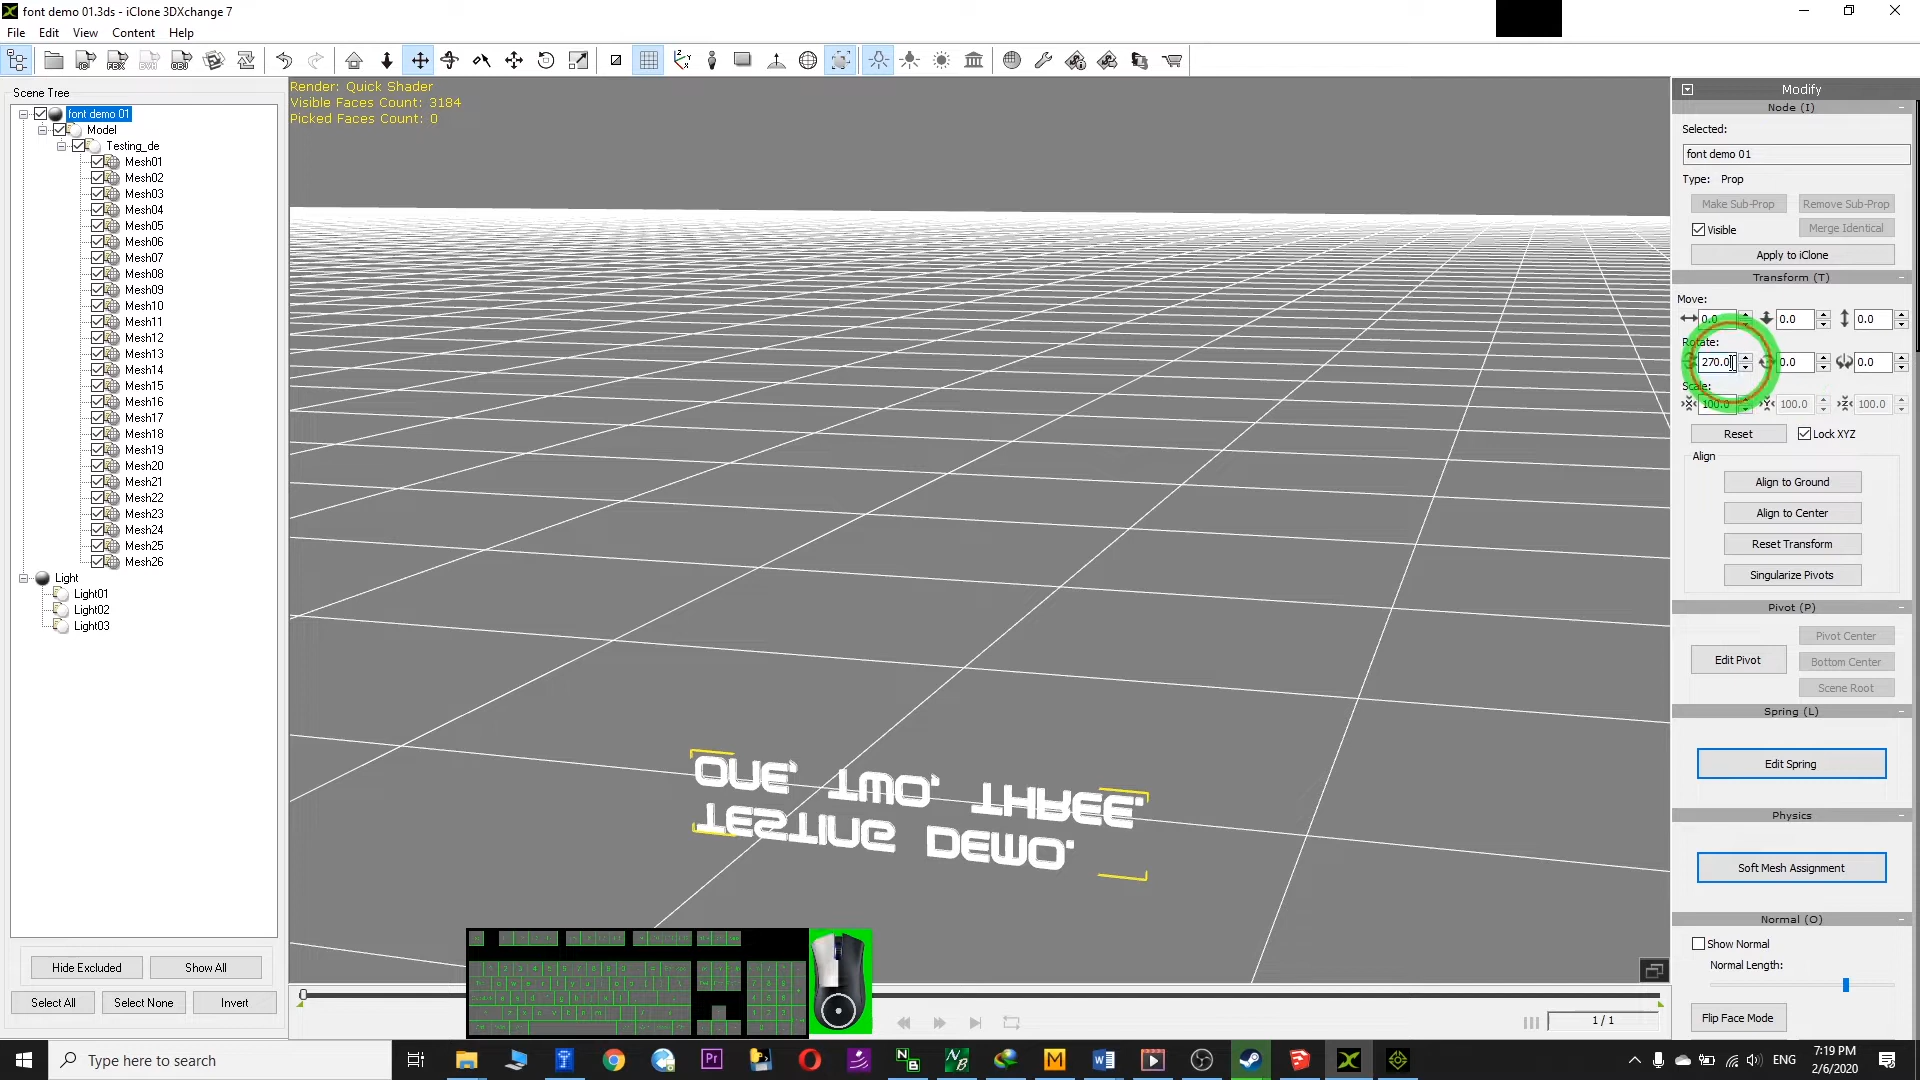 font demo 01.3ds - iClone 3DXchange 7
File Edit View Content Help
Scene Tree
font demo 01
Model
Testing_de
Mesh01
Mesh02
Mesh03
Mesh04
Mesh05
Mesh06
Mesh07
Mesh08
Mesh09
Mesh10
Mesh11
Mesh12
Mesh13
Mesh14
Mesh15
Mesh16
Mesh17
Mesh18
Mesh19
Mesh20
Mesh21
Mesh22
Mesh23
Mesh24
Mesh25
Mesh26
Light
Light01
Light02
Light03
Hide Excluded Show All
Select All Select None Invert
Render: Quick Shader
Visible Faces Count: 3184
Picked Faces Count: 0
ONE, TWO, THREE.
TESTING DEMO.
1 / 1
Modify
Node (I)
Selected:
font demo 01
Type: Prop
Make Sub-Prop Remove Sub-Prop
Visible Merge Identical
Apply to iClone
Transform (T)
Move:
0.0 0.0 0.0
Rotate:
270.0 0.0 0.0
Scale:
100.0 100.0 100.0
Reset Lock XYZ
Align
Align to Ground
Align to Center
Reset Transform
Singularize Pivots
Pivot (P)
Edit Pivot
Pivot Center
Bottom Center
Scene Root
Spring (L)
Edit Spring
Physics
Soft Mesh Assignment
Normal (O)
Show Normal
Normal Length:
Flip Face Mode
Type here to search
ENG
7:19 PM
2/6/2020